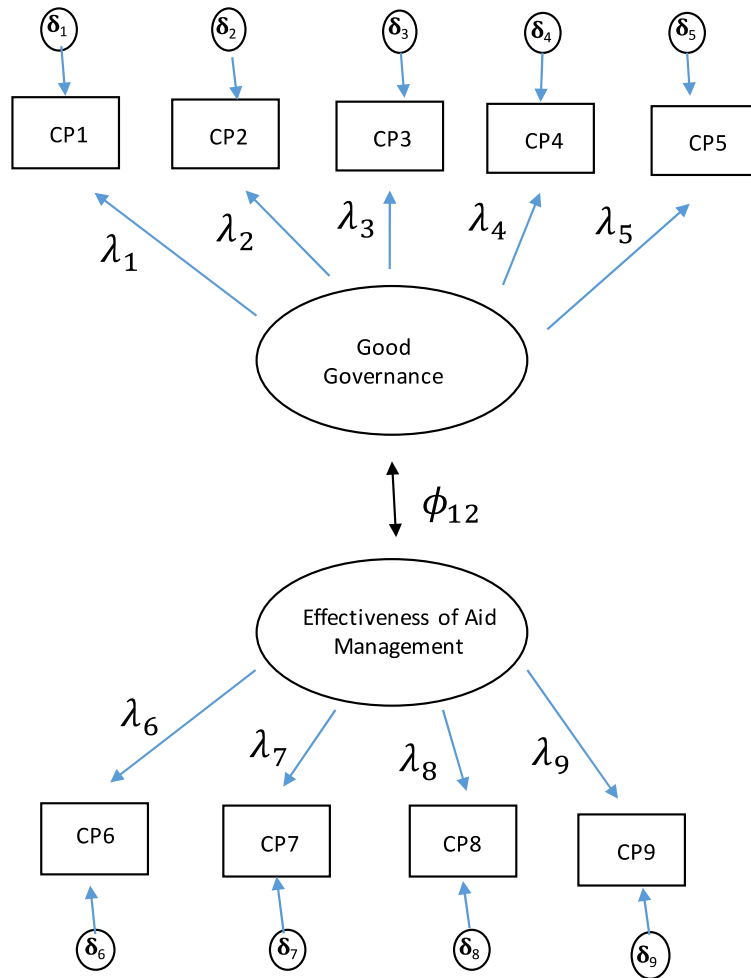 δ₁ δ₂ δ₃ δ₄ δ₅
CP1 CP2 CP3 CP4 CP5
λ₁ λ₂ λ₃ λ₄ λ₅
Good
Governance
ϕ₁₂
Effectiveness of Aid
Management
λ₆ λ₇ λ₈ λ₉
CP6 CP7 CP8 CP9
δ₆ δ₇ δ₈ δ₉